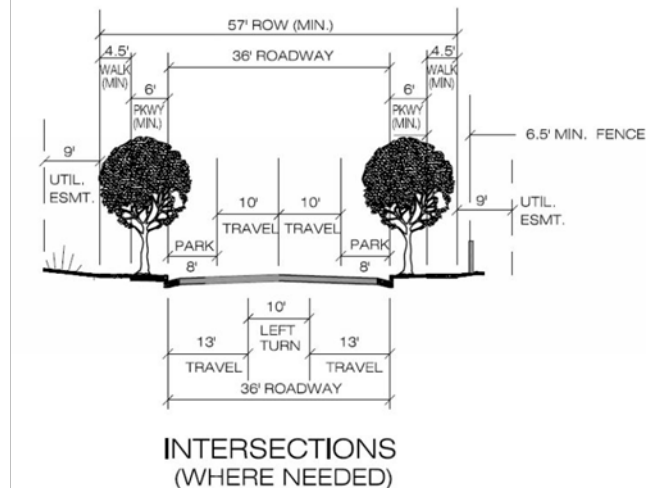 57' ROW (MIN.)
4.5'
WALK
(MIN)
36' ROADWAY
4.5'
WALK
(MIN)
6'
PKWY
(MIN.)
6'
PKWY
(MIN.)
6.5' MIN. FENCE
9'
UTIL.
ESMT.
9'
UTIL.
ESMT.
10'
TRAVEL
10'
TRAVEL
PARK
8'
PARK
8'
13'
TRAVEL
10'
LEFT
TURN
13'
TRAVEL
36' ROADWAY
INTERSECTIONS
(WHERE NEEDED)